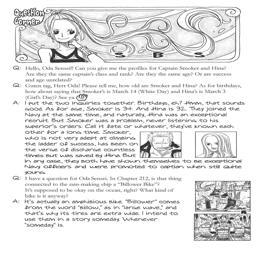 Question Corner
Q: Hello, Oda Sensei! Can you give me the profiles for Captain Smoker and Hina?
Are they the same captain's class and rank? Are they the same age? Or are success
and age unrelated?
Q: Listen tag, Herr Oda! Please tell me, how old are Smoker and Hina? As for birthdays,
how about saying that Smoker's is March 14 (White Day) and Hina's is March 3
(Girl's Day)? See ya.
A: I put the two inquiries together. Birthdays, eh? Hmm, that sounds
good. As for age, Smoker is 34. And Hina is 32. They joined the
Navy at the same time, and naturally, Hina was an exceptional
recruit. But Smoker was a problem, never listening to his
superior's orders. Call it fate or whatever, they've known each
other for a long time. Smoker,
who is not very adept at climbing
the ladder of success, has been on
the verge of discharge countless
times but was saved by Hina. But
in any case, they both have shown themselves to be exceptional
Navy officers and were promoted to captain when still quite
young.
Q: I have a question for Oda Sensei. In Chapter 212, is that thing
connected to the
ship a "Billower Bike"?
It's supposed to be okay on the ocean, right? What kind of
bike is it anyway?
A: It's actually an amphibious bike. "Billower" comes
from the word "billow," as in "large wave," and
that's why its tires are extra wide. I intend to
use them in a story someday. Whenever
"someday" is.